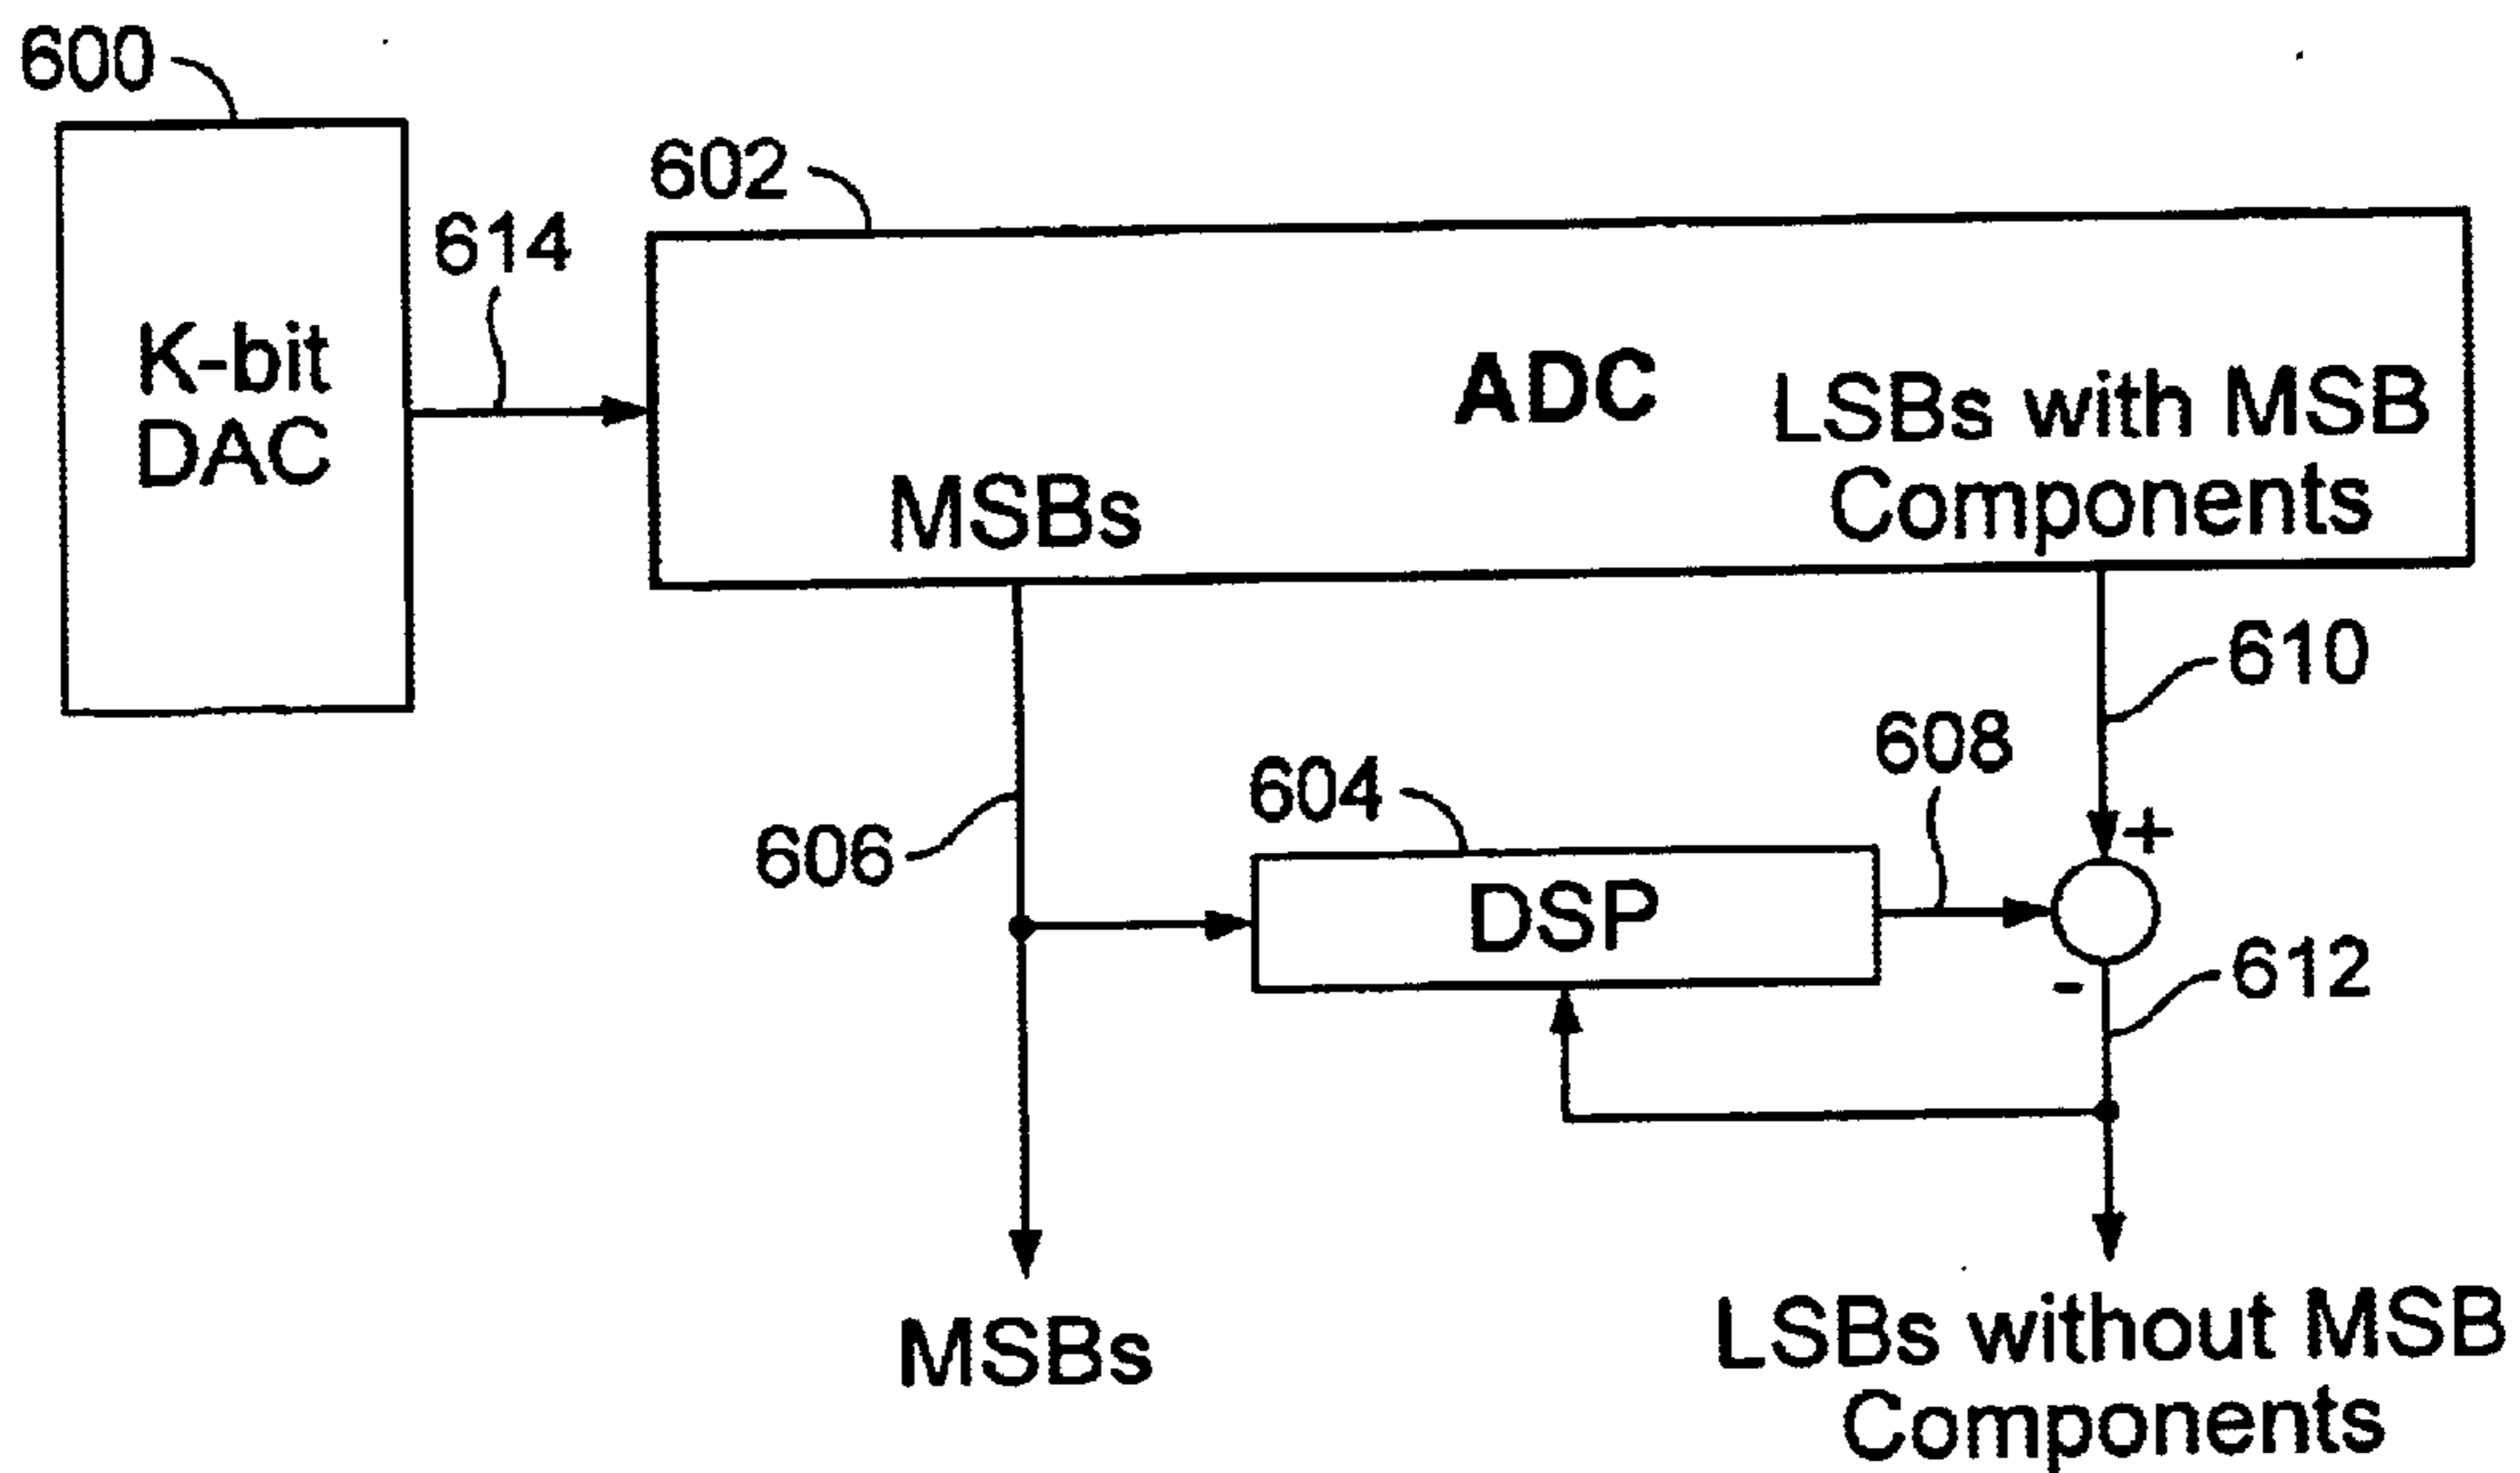 600
602
614
K-bit
DAC
ADC
LSBs with MSB
Components
MSBs
610
608
604
606
+
DSP
612
-
MSBs
LSBs without MSB
Components